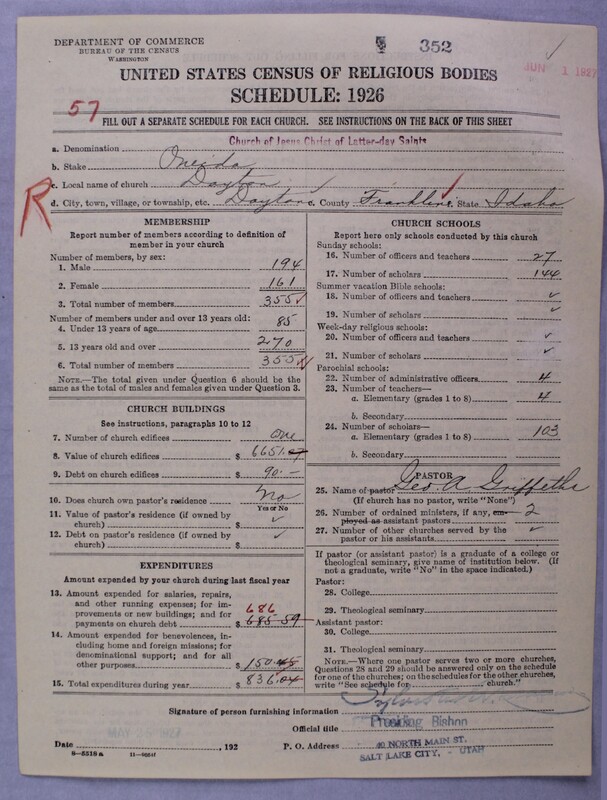 DEPARTMENT OF COMMERCE
BUREAU OF THE CENSUS
WASHINGTON
352
JUN 1 1927
UNITED STATES CENSUS OF RELIGIOUS BODIES
SCHEDULE: 1926
57
FILL OUT A SEPARATE SCHEDULE FOR EACH CHURCH. SEE INSTRUCTIONS ON THE BACK OF THIS SHEET
a. Denomination Church of Jesus Christ of Latter-day Saints
b. Stake Oneida
c. Local name of church Dayton
R
d. City, town, village, or township, etc. Dayton e. County Franklin f. State Idaho
MEMBERSHIP
Report number of members according to definition of
member in your church
Number of members, by sex:
1. Male 194
2. Female 161
3. Total number of members 355
Number of members under and over 13 years old:
4. Under 13 years of age 85
5. 13 years old and over 270
6. Total number of members 355
NOTE.—The total given under Question 6 should be the
same as the total of males and females given under Question 3.
CHURCH BUILDINGS
See instructions, paragraphs 10 to 12
7. Number of church edifices One
8. Value of church edifices $ 6651
9. Debt on church edifices $ 90.—
10. Does church own pastor's residence No
Yes or No
11. Value of pastor's residence (if owned by
church) $ ✓
12. Debt on pastor's residence (if owned by
church) $ ✓
EXPENDITURES
Amount expended by your church during last fiscal year
13. Amount expended for salaries, repairs,
and other running expenses; for im-
provements or new buildings; and for 686
payments on church debt $ 685.59
14. Amount expended for benevolences,
including home and foreign missions; for
denominational support; and for all
other purposes $ 150.45
15. Total expenditures during year $ 836.04
CHURCH SCHOOLS
Report here only schools conducted by this church
Sunday schools:
16. Number of officers and teachers 27
17. Number of scholars 144
Summer vacation Bible schools:
18. Number of officers and teachers ✓
19. Number of scholars ✓
Week-day religious schools:
20. Number of officers and teachers ✓
21. Number of scholars ✓
Parochial schools:
22. Number of administrative officers 4
23. Number of teachers—
a. Elementary (grades 1 to 8) 4
b. Secondary
24. Number of scholars—
a. Elementary (grades 1 to 8) 103
b. Secondary
PASTOR
25. Name of pastor Geo. A Griffeths
(If church has no pastor, write "None")
26. Number of ordained ministers, if any, em-
ployed as assistant pastors 2
27. Number of other churches served by the
pastor or his assistants ✓
If pastor (or assistant pastor) is a graduate of a college or
theological seminary, give name of institution below. (If
not a graduate, write "No" in the space indicated.)
Pastor:
28. College
29. Theological seminary
Assistant pastor:
30. College
31. Theological seminary
NOTE.—Where one pastor serves two or more churches,
Questions 28 and 29 should be answered only on the schedule
for one of the churches; on the schedules for the other churches,
write "See schedule for church."
Signature of person furnishing information
Official title Presiding Bishop
Date , 192
P. O. Address 40 NORTH MAIN ST.
SALT LAKE CITY, - UTAH
8—5518a